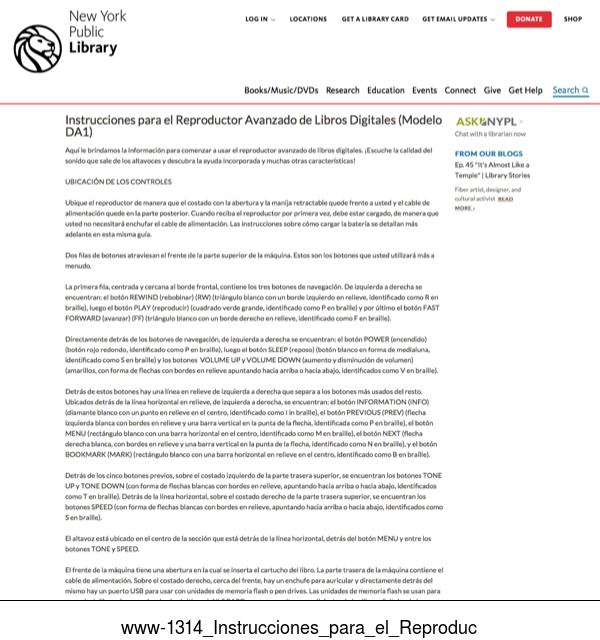 New York
Public
Library
LOG IN
LOCATIONS
GET A LIBRARY CARD
GET EMAIL UPDATES
DONATE
SHOP
Books/Music/DVDs Research Education Events Connect Give Get Help Search
Instrucciones para el Reproductor Avanzado de Libros Digitales (Modelo
DA1)
Aquí le brindamos la información para comenzar a usar el reproductor avanzado de libros digitales. ¡Escuche la calidad del
sonido que sale de los altavoces y descubra la ayuda incorporada y muchas otras características!
UBICACIÓN DE LOS CONTROLES
Ubique el reproductor de manera que el costado con la abertura y la manija retractable quede frente a usted y el cable de
alimentación quede en la parte posterior. Cuando reciba el reproductor por primera vez, debe estar cargado, de manera que
usted no necesitará enchufar el cable de alimentación. Las instrucciones sobre cómo cargar la batería se detallan más
adelante en esta misma guía.
Dos filas de botones atraviesan el frente de la parte superior de la máquina. Estos son los botones que usted utilizará más a
menudo.
La primera fila, centrada y cercana al borde frontal, contiene los tres botones de navegación. De izquierda a derecha se
encuentran: el botón REWIND (rebobinar) (RW) (triángulo blanco con un borde izquierdo en relieve, identificado como R en
braille), luego el botón PLAY (reproducir) (cuadrado verde grande, identificado como P en braille) y por último el botón FAST
FORWARD (avanzar) (FF) (triángulo blanco con un borde derecho en relieve, identificado como F en braille).
Directamente detrás de los botones de navegación, de izquierda a derecha se encuentran: el botón POWER (encendido)
(botón rojo redondo, identificado como P en braille), luego el botón SLEEP (reposo) (botón blanco en forma de medialuna,
identificado como S en braille) y los botones VOLUME UP y VOLUME DOWN (aumento y disminución de volumen)
(amarillos, con forma de flechas con bordes en relieve apuntando hacia arriba o hacia abajo, identificados como V en braille).
Detrás de estos botones hay una línea en relieve de izquierda a derecha que separa a los botones más usados del resto.
Ubicados detrás de la línea horizontal en relieve, de izquierda a derecha, se encuentran: el botón INFORMATION (INFO)
(diamante blanco con un punto en relieve en el centro, identificado como I in braille), el botón PREVIOUS (PREV) (flecha
izquierda blanca con bordes en relieve y una barra vertical en la punta de la flecha, identificado como P en braille), el botón
MENU (rectángulo blanco con una barra horizontal en el centro, identificado como M en braille), el botón NEXT (flecha
derecha blanca, con bordes en relieve y una barra vertical en la punta de la flecha, identificado como N en braille), y el botón
BOOKMARK (MARK) (rectángulo blanco con una barra horizontal en relieve en el centro, identificado como B en braille).
Detrás de los cinco botones previos, sobre el costado izquierdo de la parte trasera superior, se encuentran los botones TONE
UP y TONE DOWN (con forma de flechas blancas con bordes en relieve, apuntando hacia arriba o hacia abajo, identificados
como T en braille). Detrás de la línea horizontal, sobre el costado derecho de la parte trasera superior, se encuentran los
botones SPEED (con forma de flechas blancas con bordes en relieve, apuntando hacia arriba o hacia abajo, identificados como
S en braille).
El altavoz está ubicado en el centro de la sección que está detrás de la línea horizontal, detrás del botón MENU y entre los
botones TONE y SPEED.
El frente de la máquina tiene una abertura en la cual se inserta el cartucho del libro. La parte trasera de la máquina contiene el
cable de alimentación. Sobre el costado derecho, cerca del frente, hay un enchufe para auricular y directamente detrás del
mismo hay un puerto USB para usar con unidades de memoria flash o pen drives. Las unidades de memoria flash se usan para
ASK NYPL
Chat with a librarian now
FROM OUR BLOGS
Ep. 45 "It's Almost Like a
Temple" | Library Stories
Fiber artist, designer, and
cultural activist READ
MORE ›
www-1314_Instrucciones_para_el_Reproduc